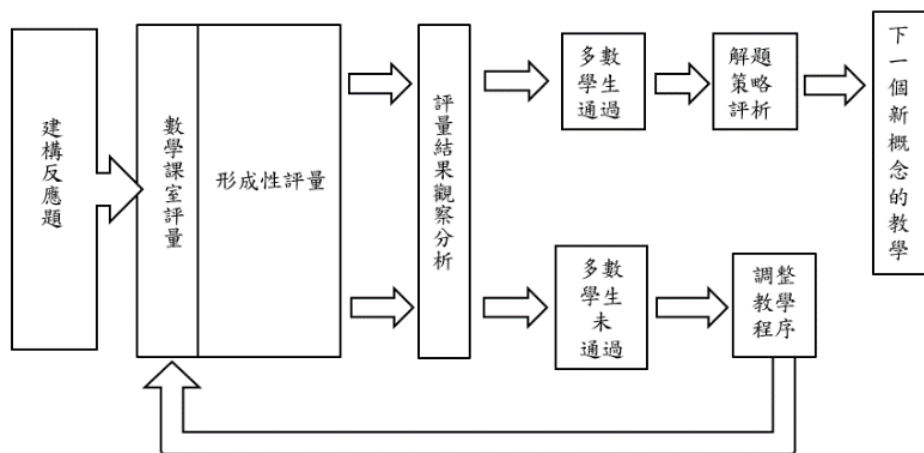 建構反應題
數學課室評量
形成性評量
評量結果觀察分析
多數
學生
通過
解題
策略
評析
下一個新概念的教學
多數
學生
未
通過
調整
教學
程序